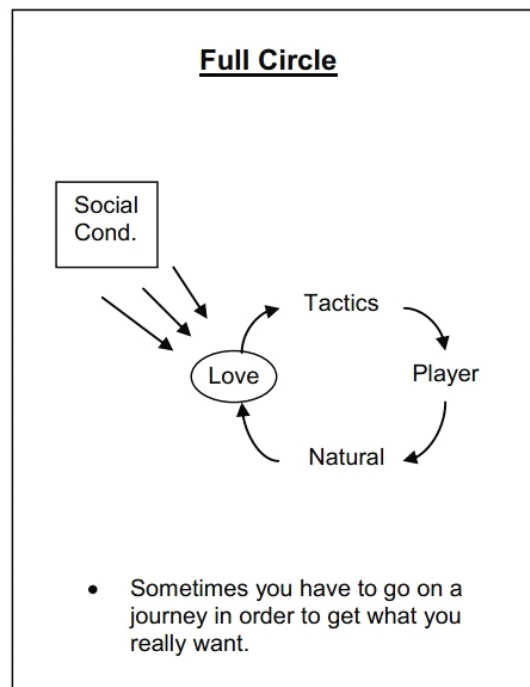 Full Circle
Social
Cond.
Tactics
Love
Player
Natural
• Sometimes you have to go on a
journey in order to get what you
really want.